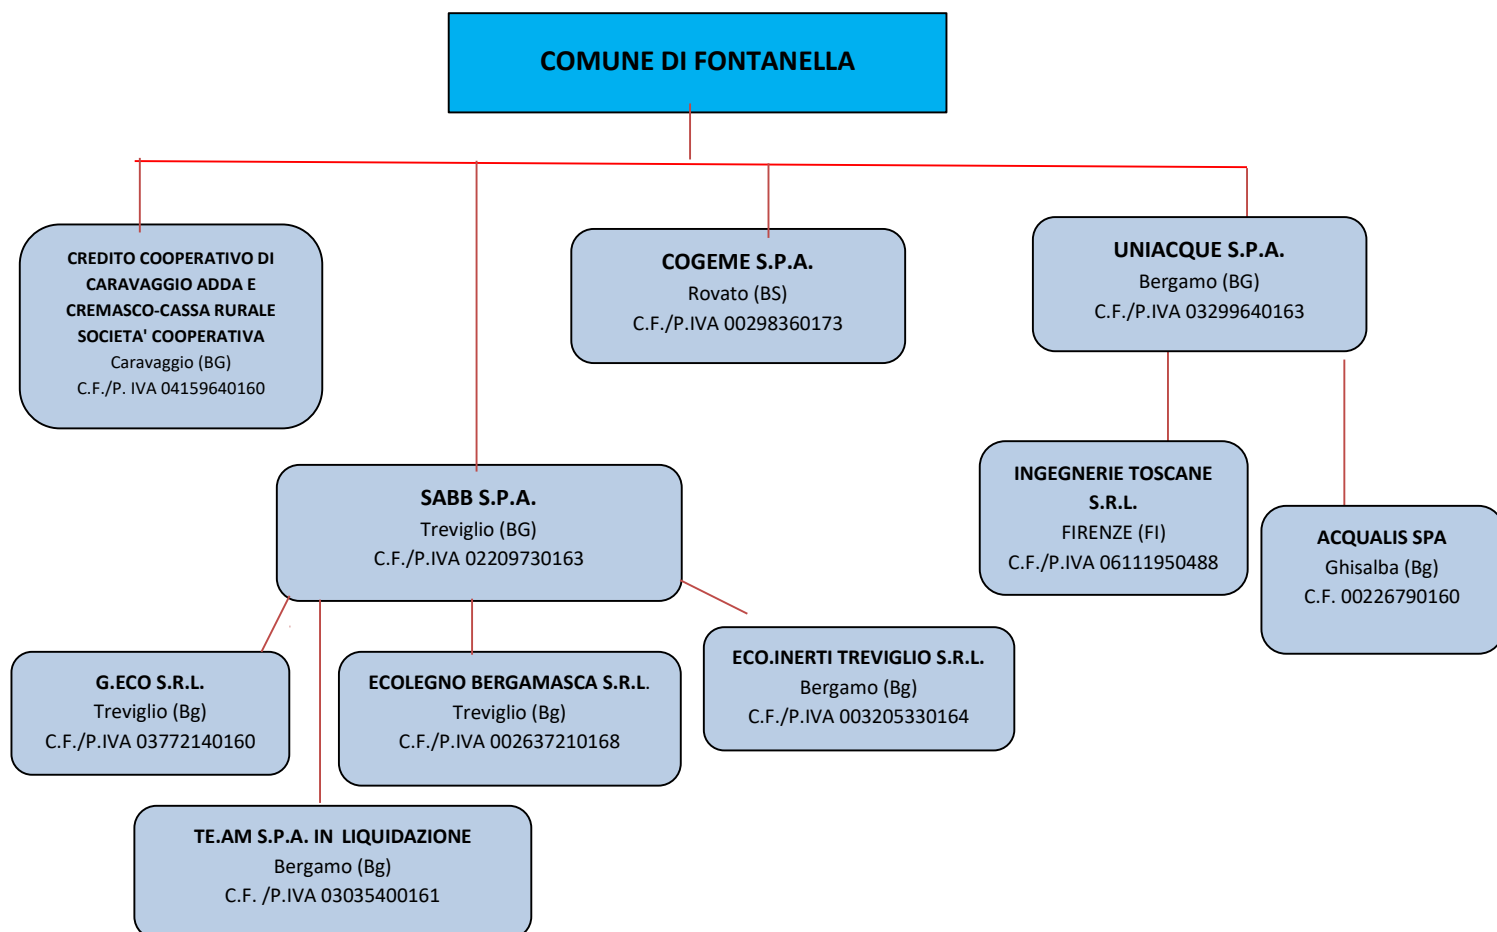 COMUNE DI FONTANELLA
CREDITO COOPERATIVO DI
CARAVAGGIO ADDA E
CREMASCO-CASSA RURALE
SOCIETA' COOPERATIVA
Caravaggio (BG)
C.F./P. IVA 04159640160
COGEME S.P.A.
Rovato (BS)
C.F./P.IVA 00298360173
UNIACQUE S.P.A.
Bergamo (BG)
C.F./P.IVA 03299640163
SABB S.P.A.
Treviglio (BG)
C.F./P.IVA 02209730163
INGEGNERIE TOSCANE
S.R.L.
FIRENZE (FI)
C.F./P.IVA 06111950488
ACQUALIS SPA
Ghisalba (Bg)
C.F. 00226790160
G.ECO S.R.L.
Treviglio (Bg)
C.F./P.IVA 03772140160
ECOLEGNO BERGAMASCA S.R.L.
Treviglio (Bg)
C.F./P.IVA 002637210168
ECO.INERTI TREVIGLIO S.R.L.
Bergamo (Bg)
C.F./P.IVA 003205330164
TE.AM S.P.A. IN LIQUIDAZIONE
Bergamo (Bg)
C.F. /P.IVA 03035400161